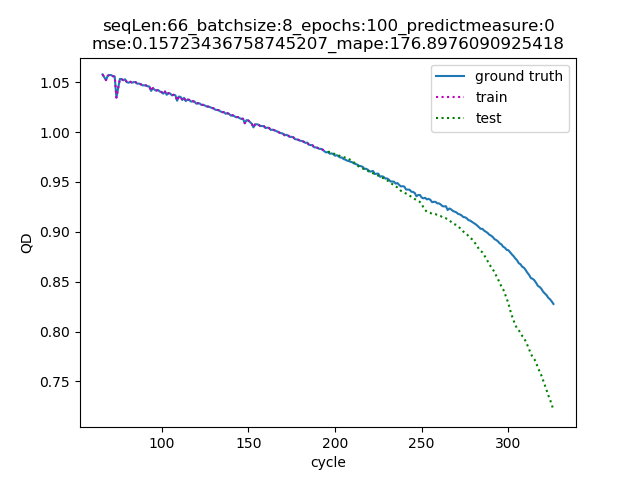 seqLen:66_batchsize:8_epochs:100_predictmeasure:0
mse:0.15723436758745207_mape:176.8976090925418
ground truth
train
test
1.05
1.00
0.95
0.90
0.85
0.80
0.75
QD
100
150
200
250
300
cycle